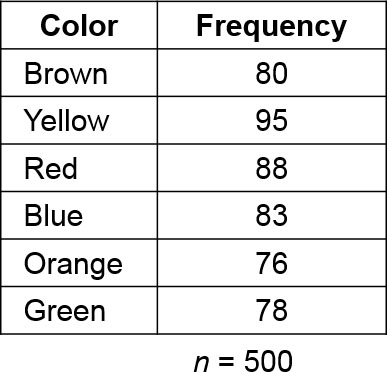 Color Frequency
Brown 80
Yellow 95
Red 88
Blue 83
Orange 76
Green 78
n = 500